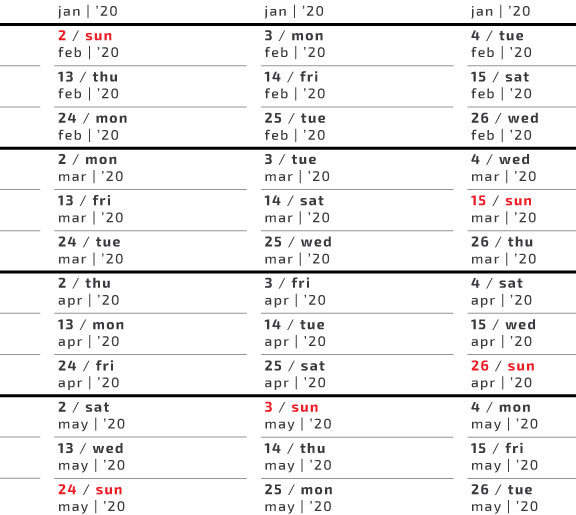 jan | ’20 jan | ’20 jan | ’20
2 / sun 3 / mon 4 / tue
feb | ’20 feb | ’20 feb | ’20
13 / thu 14 / fri 15 / sat
feb | ’20 feb | ’20 feb | ’20
24 / mon 25 / tue 26 / wed
feb | ’20 feb | ’20 feb | ’20
2 / mon 3 / tue 4 / wed
mar | ’20 mar | ’20 mar | ’20
13 / fri 14 / sat 15 / sun
mar | ’20 mar | ’20 mar | ’20
24 / tue 25 / wed 26 / thu
mar | ’20 mar | ’20 mar | ’20
2 / thu 3 / fri 4 / sat
apr | ’20 apr | ’20 apr | ’20
13 / mon 14 / tue 15 / wed
apr | ’20 apr | ’20 apr | ’20
24 / fri 25 / sat 26 / sun
apr | ’20 apr | ’20 apr | ’20
2 / sat 3 / sun 4 / mon
may | ’20 may | ’20 may | ’20
13 / wed 14 / thu 15 / fri
may | ’20 may | ’20 may | ’20
24 / sun 25 / mon 26 / tue
may | ’20 may | ’20 may | ’20